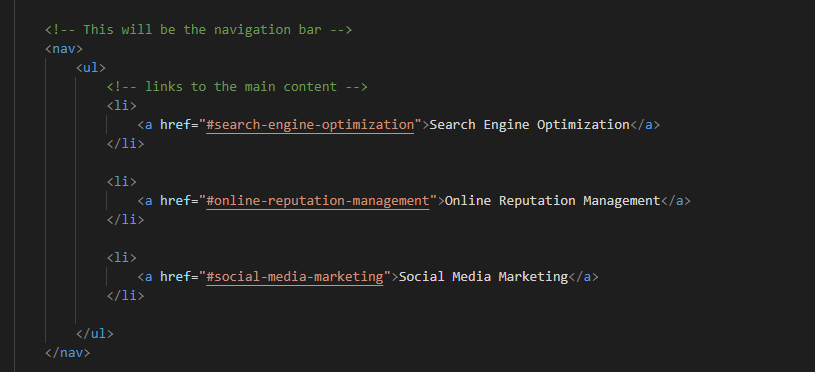 <!-- This will be the navigation bar -->
<nav>
<ul>
<!-- links to the main content -->
<li>
<a href="#search-engine-optimization">Search Engine Optimization</a>
</li>
<li>
<a href="#online-reputation-management">Online Reputation Management</a>
</li>
<li>
<a href="#social-media-marketing">Social Media Marketing</a>
</li>
</ul>
</nav>